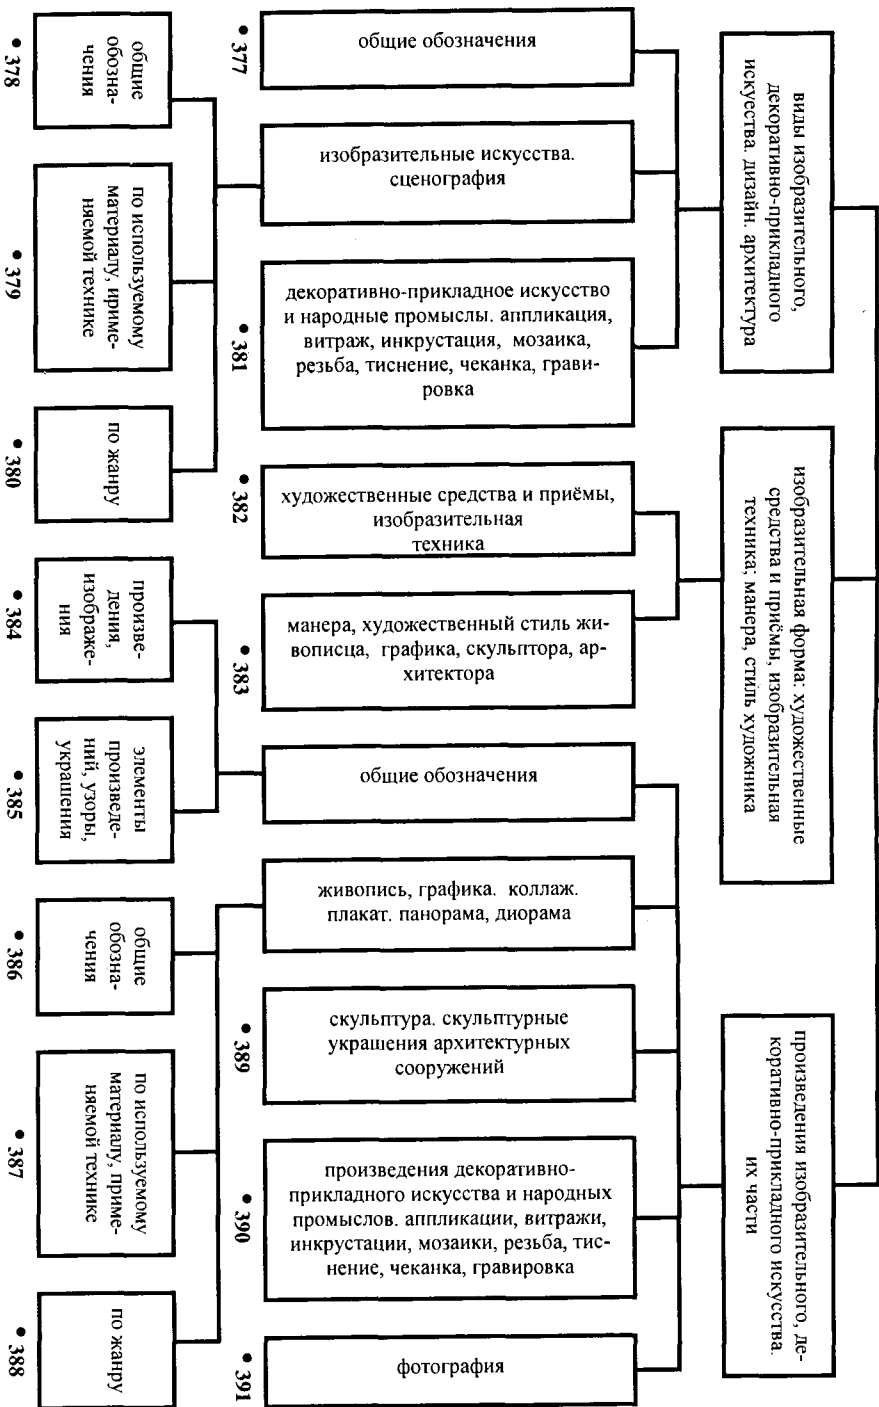 виды изобразительного,
декоративно-прикладного
искуества. дизайн. архитектура
изобразительная форма: художественные
средства и приёмы, изобразительная
техника; манера, стиль художника
произведения изобразительного, де-
коративно-прикладного искусства.
их части
общие обозначения
• 377
изобразительные искусства.
сценография
декоративно-прикладное искусство
и народные промыслы. аппликация,
витраж, инкрустация, мозаика,
резьба, тиснение, чеканка, грави-
ровка
• 381
художественные средства и приёмы,
изобразительная
техника
• 382
манера, художественный стиль жи-
вописца, графика, скульптора, ар-
хитектора
• 383
общие обозначения
живопись, графика. коллаж.
плакат. панорама, диорама
скульптура. скульптурные
украшения архитектурных
сооружений
• 389
произведения декоративно-
прикладного искусства и народных
промыслов. аппликации, витражи,
инкрустации, мозаики, резьба, тис-
нение, чеканка, гравировка
• 390
фотография
• 391
общие
обозна-
чения
• 378
по используемому
материалу, ириме-
няемой технике
• 379
по жанру
• 380
произве-
дения,
изображе-
ния
• 384
элементы
произведе-
ний, узоры,
украшения
• 385
общие
обозна-
чения
• 386
по используемому
материалу, приме-
няемой технике
• 387
по жанру
• 388